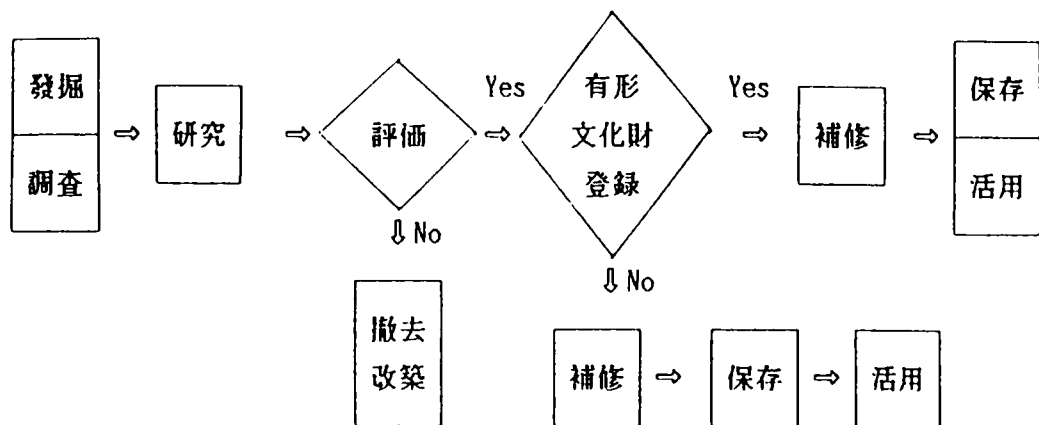 發掘
調査
⇨
研究
⇨
評価
Yes
⇨
有形
文化財
登録
Yes
⇨
補修
⇨
保存
活用
⇩ No
撤去
改築
⇩ No
補修
⇨
保存
⇨
活用